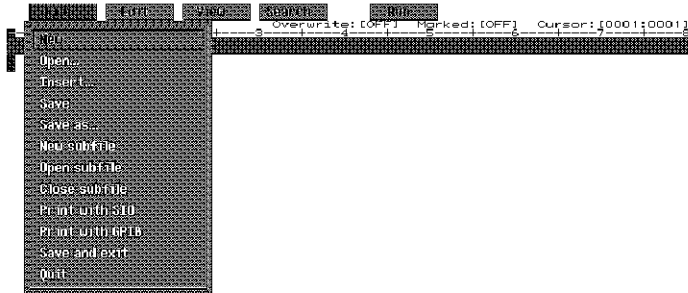 Edit View Search Run
Overwrite:[OFF] Marked:[OFF] Cursor:[0001:0001]
New
Open...
Insert...
Save
Save as...
New subfile
Open subfile
Close subfile
Print with SIO
Print with GPIB
Save and exit
Quit